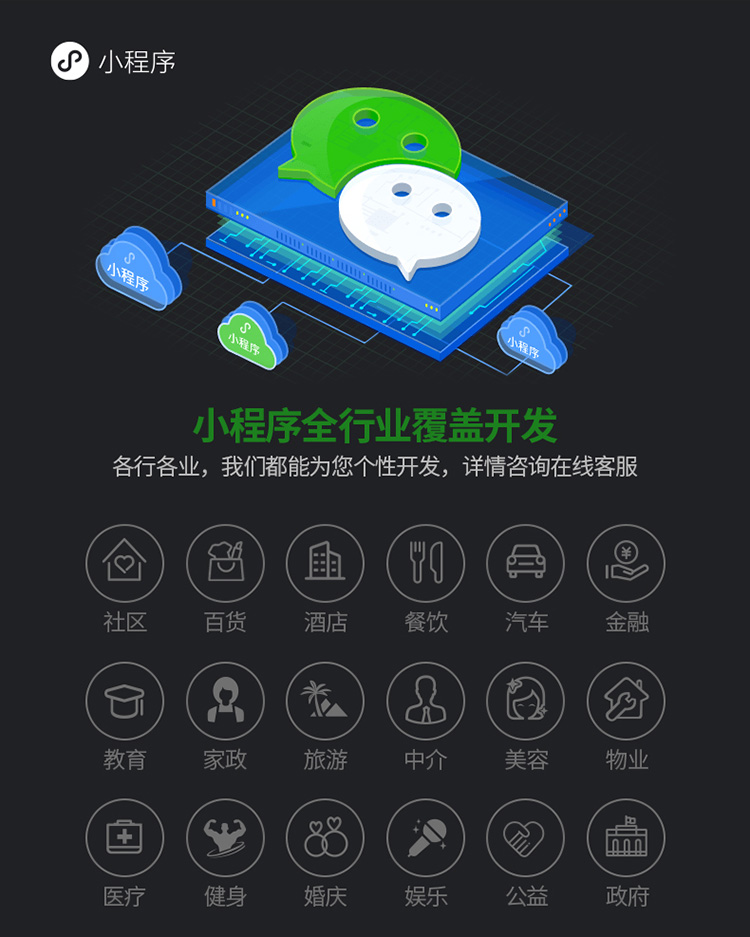 小程序
小程序
小程序
小程序
小程序全行业覆盖开发
各行各业，我们都能为您个性开发，详情咨询在线客服
¥
社区 百货 酒店 餐饮 汽车 金融
教育 家政 旅游 中介 美容 物业
医疗 健身 婚庆 娱乐 公益 政府